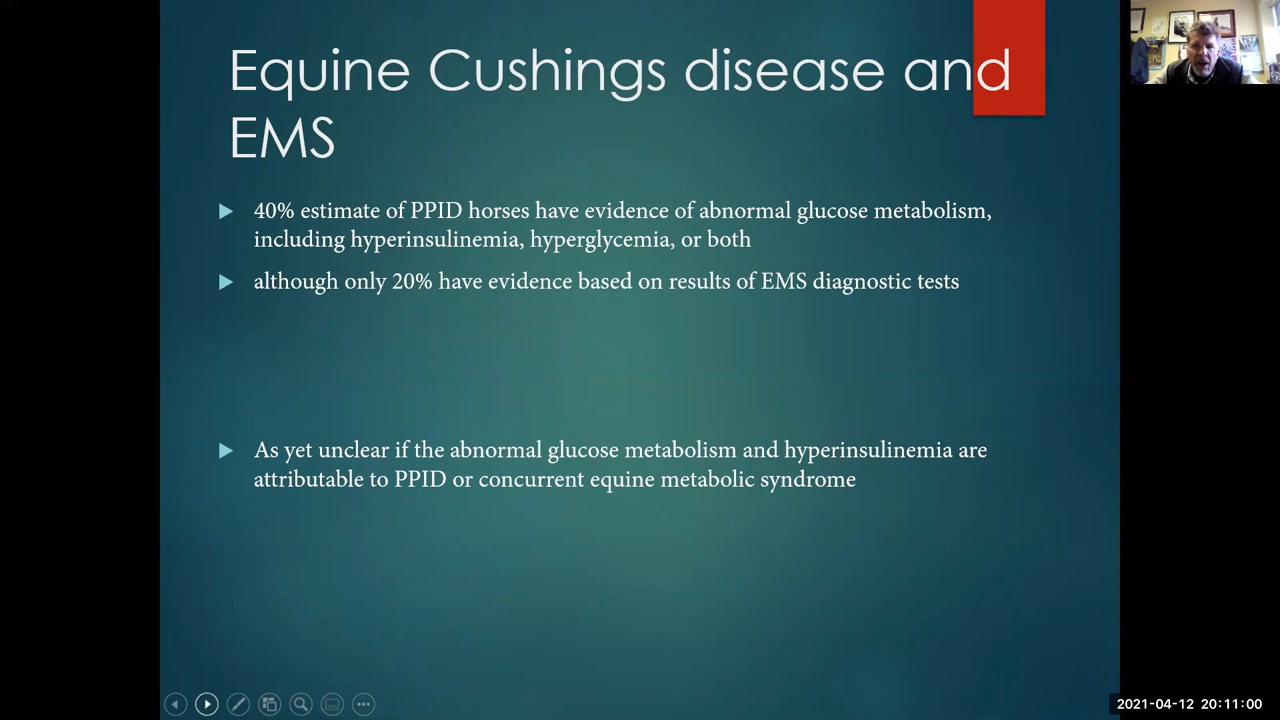 Equine Cushings disease and
EMS
40% estimate of PPID horses have evidence of abnormal glucose metabolism,
including hyperinsulinemia, hyperglycemia, or both
although only 20% have evidence based on results of EMS diagnostic tests
As yet unclear if the abnormal glucose metabolism and hyperinsulinemia are
attributable to PPID or concurrent equine metabolic syndrome
2021-04-12 20:11:00